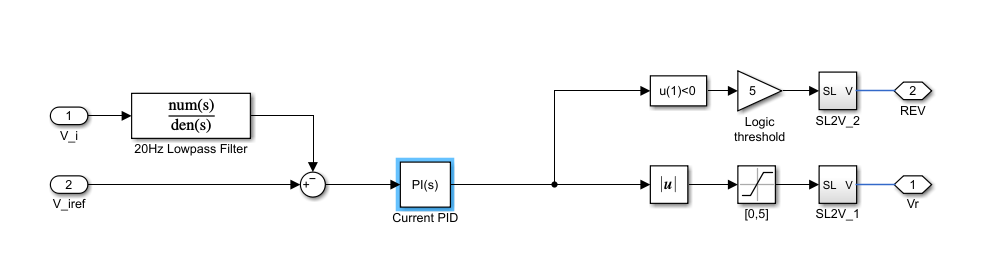 1
V_i
num(s)
den(s)
20Hz Lowpass Filter
2
V_iref
+
−
PI(s)
Current PID
u(1)<0
5
Logic
threshold
SL V
SL2V_2
2
REV
|u|
[0,5]
SL V
SL2V_1
1
Vr